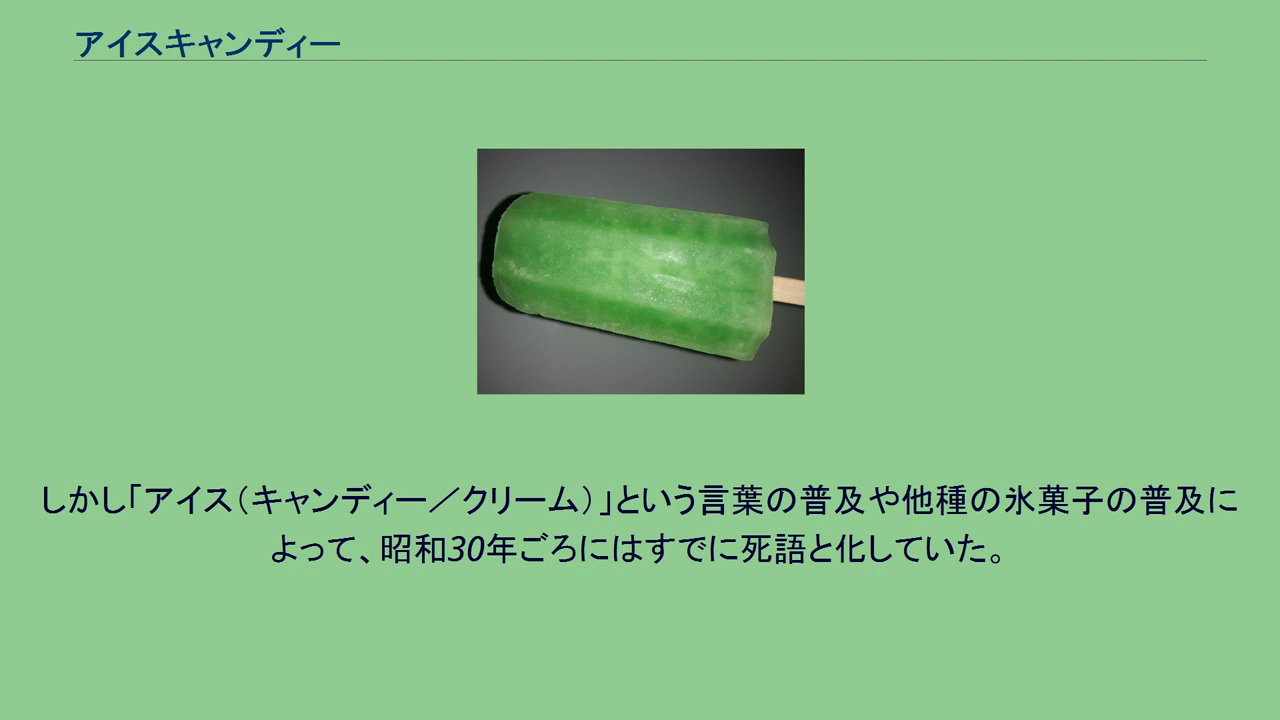 アイスキャンディー
しかし「アイス（キャンディー／クリーム）」という言葉の普及や他種の氷菓子の普及に
よって、昭和30年ごろにはすでに死語と化していた。